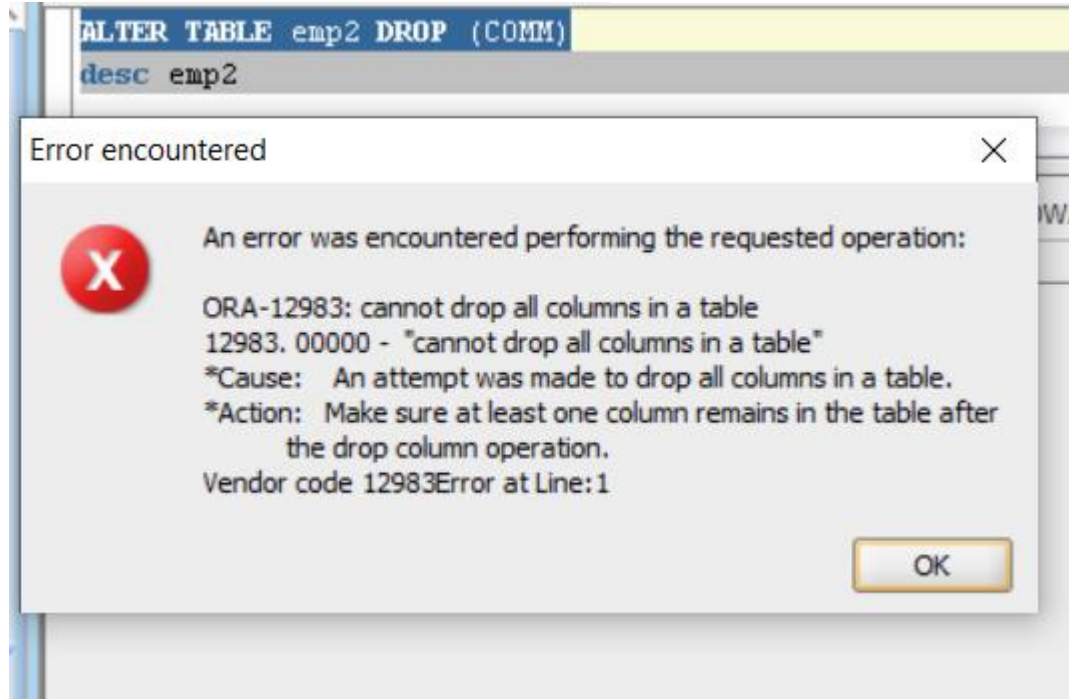 ALTER TABLE emp2 DROP (COMM)
desc emp2
Error encountered
An error was encountered performing the requested operation:
ORA-12983: cannot drop all columns in a table
12983. 00000 - "cannot drop all columns in a table"
*Cause: An attempt was made to drop all columns in a table.
*Action: Make sure at least one column remains in the table after
the drop column operation.
Vendor code 12983Error at Line:1
OK